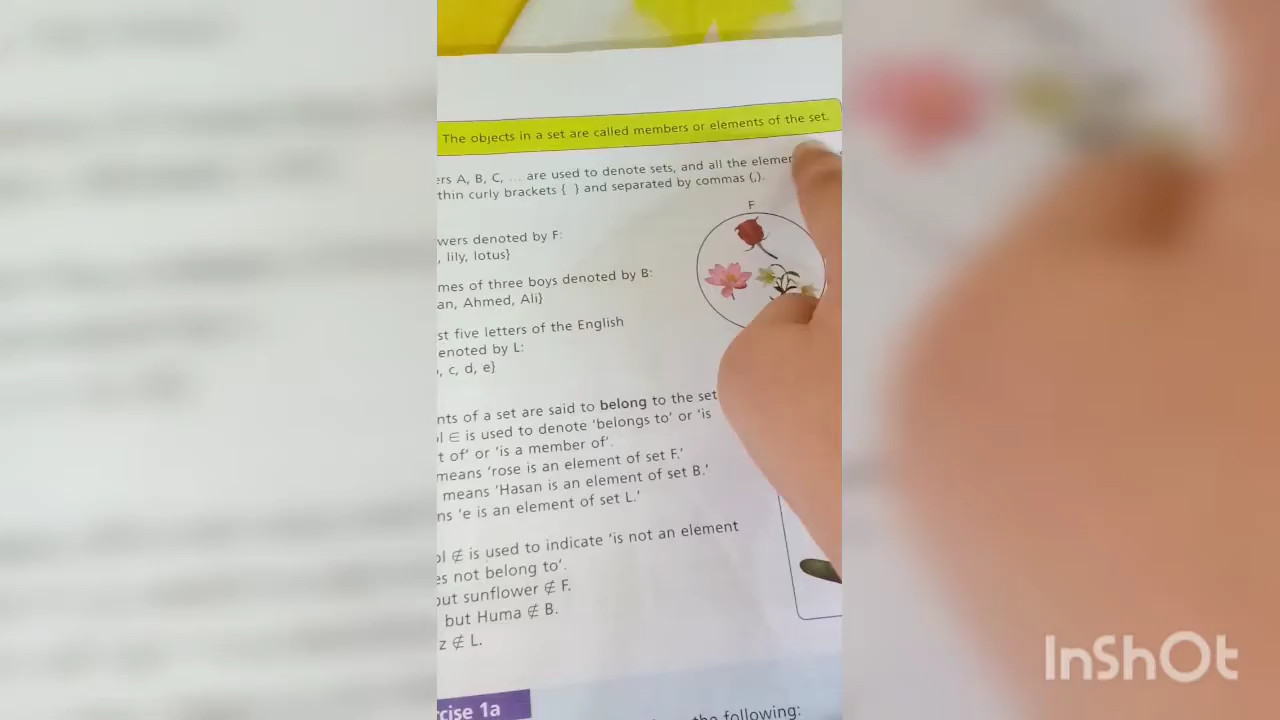 The objects in a set are called members or elements of the set.
ers A, B, C, ... are used to denote sets, and all the elemer
thin curly brackets { } and separated by commas (,).
F
wers denoted by F:
, lily, lotus}
mes of three boys denoted by B:
an, Ahmed, Ali}
st five letters of the English
enoted by L:
, c, d, e}
nts of a set are said to belong to the set
ol ∈ is used to denote 'belongs to' or 'is
t of' or 'is a member of'.
means 'rose is an element of set F.'
means 'Hasan is an element of set B.'
ns 'e is an element of set L.'
ol ∉ is used to indicate 'is not an element
es not belong to'.
out sunflower ∉ F.
but Huma ∉ B.
z ∉ L.
cise 1a
the following:
InShOt